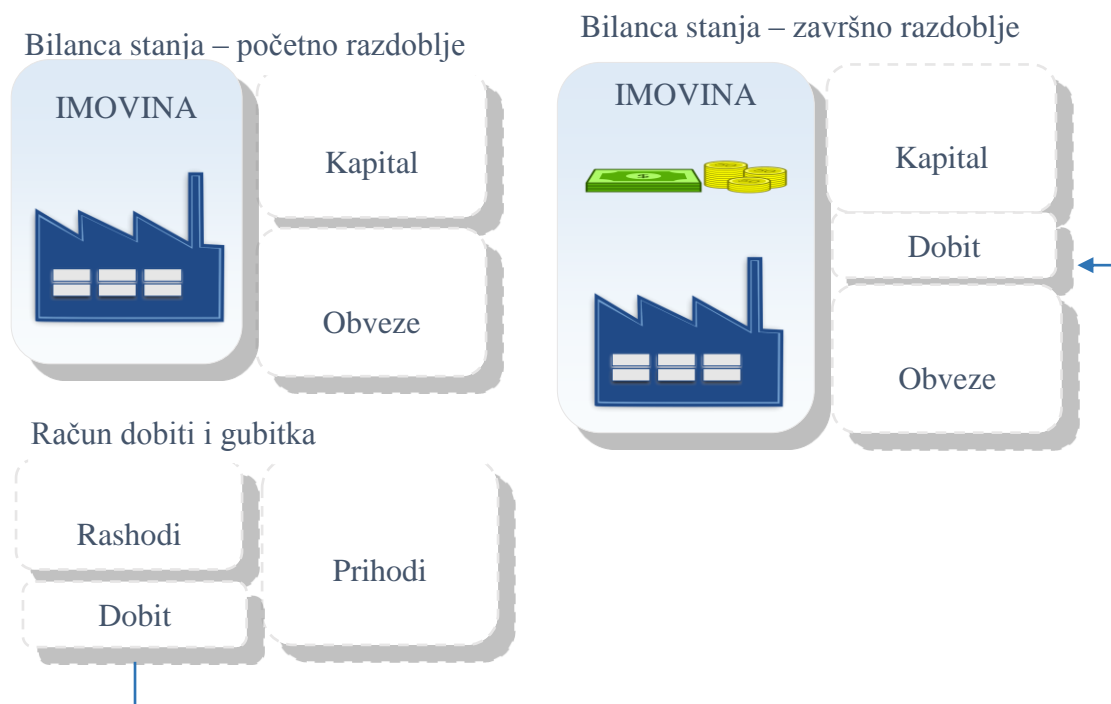 Bilanca stanja – početno razdoblje
IMOVINA
Kapital
Obveze
Bilanca stanja – završno razdoblje
IMOVINA
Kapital
Dobit
Obveze
Račun dobiti i gubitka
Rashodi
Dobit
Prihodi